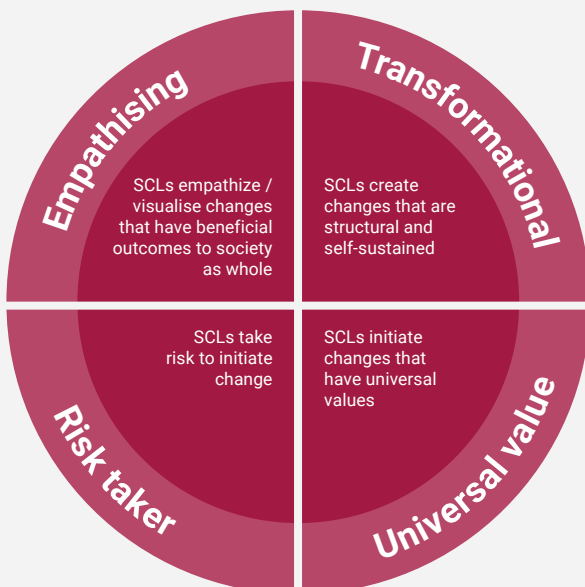 Empathising
SCLs empathize /
visualise changes
that have beneficial
outcomes to society
as whole
Transformational
SCLs create
changes that are
structural and
self-sustained
Risk taker
SCLs take
risk to initiate
change
Universal value
SCLs initiate
changes that
have universal
values